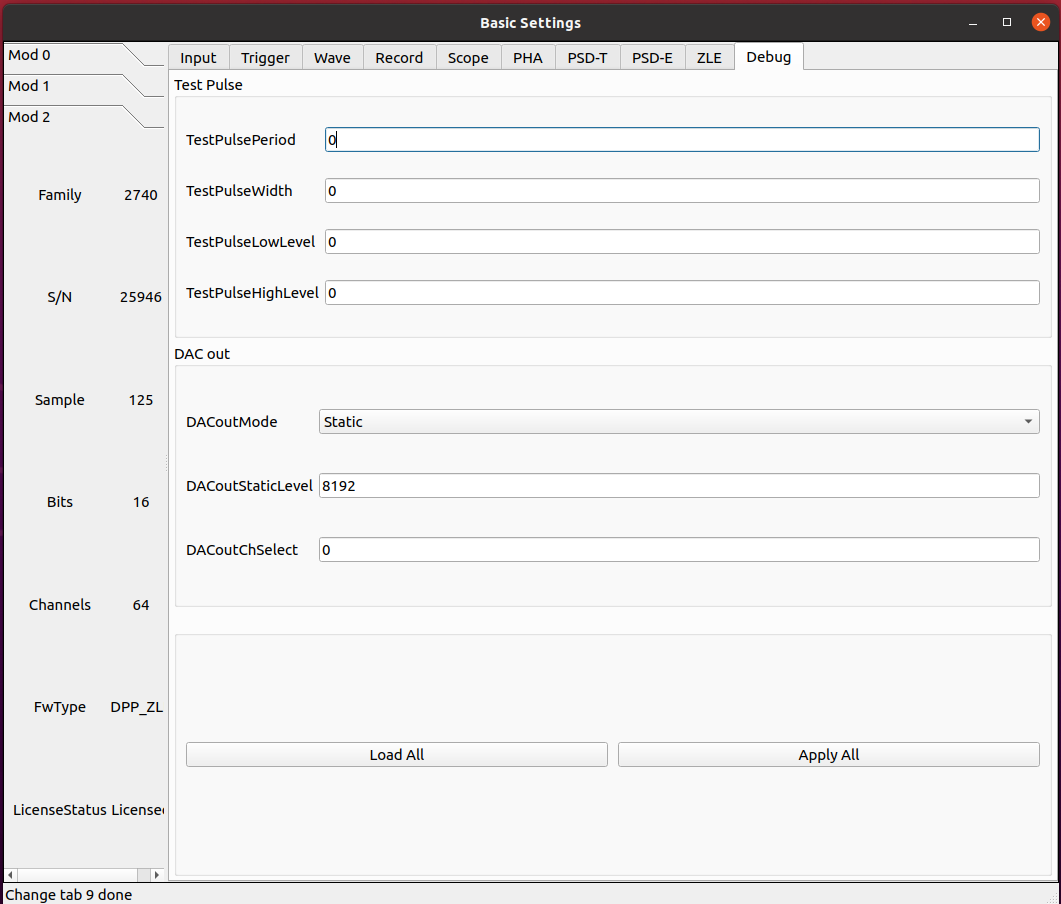 Basic Settings
Mod 0
Mod 1
Mod 2
Family 2740
S/N 25946
Sample 125
Bits 16
Channels 64
FwType DPP_ZL
LicenseStatus Licensed
Input Trigger Wave Record Scope PHA PSD-T PSD-E ZLE Debug
Test Pulse
TestPulsePeriod 0
TestPulseWidth 0
TestPulseLowLevel 0
TestPulseHighLevel 0
DAC out
DACoutMode Static
DACoutStaticLevel 8192
DACoutChSelect 0
Load All Apply All
Change tab 9 done